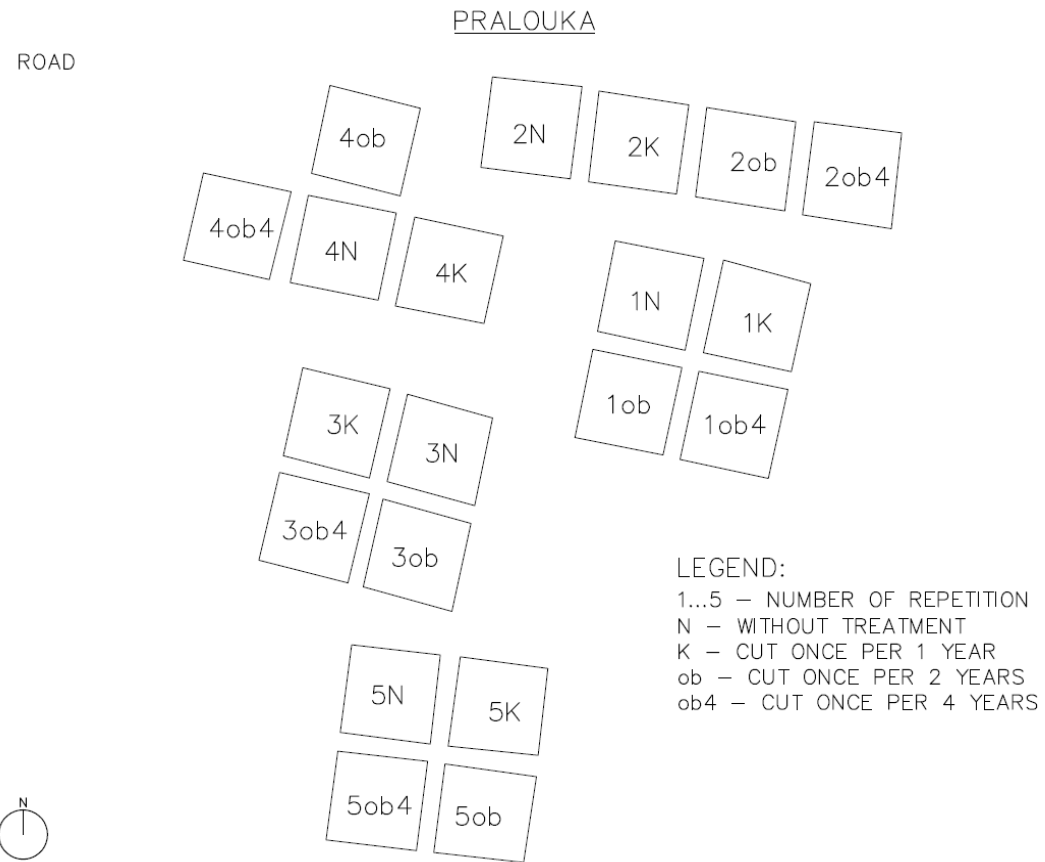 PRALOUKA
ROAD
4ob
2N
2K
2ob
2ob4
4ob4
4N
4K
1N
1K
1ob
1ob4
3K
3N
3ob4
3ob
5N
5K
5ob4
5ob
LEGEND:
1...5 – NUMBER OF REPETITION
N – WITHOUT TREATMENT
K – CUT ONCE PER 1 YEAR
ob – CUT ONCE PER 2 YEARS
ob4 – CUT ONCE PER 4 YEARS
N